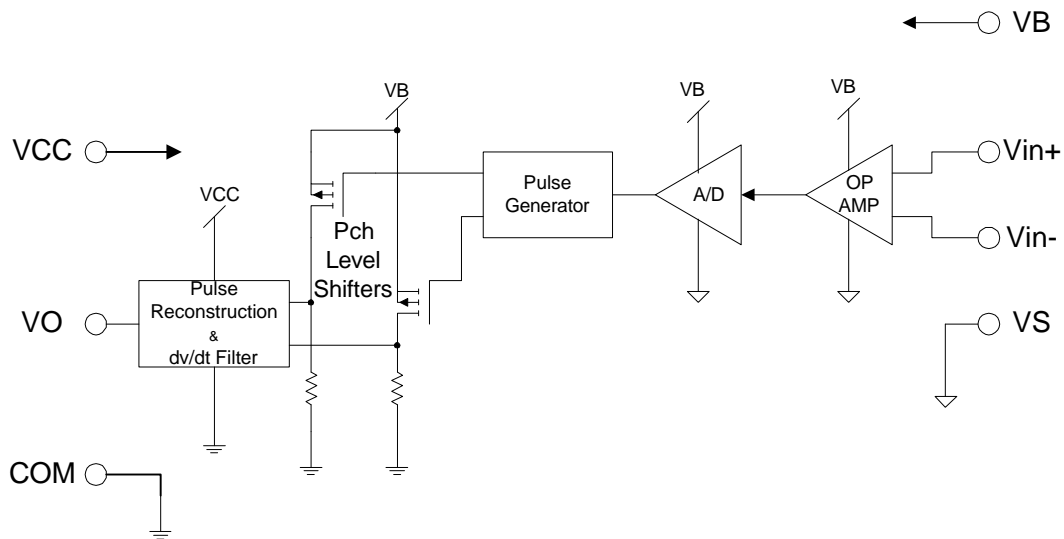 VB
VB
VB
VB
VCC
Vin+
OP
AMP
A/D
Pulse
Generator
VCC
Pch
Level
Shifters
Vin-
Pulse
Reconstruction
&
dv/dt Filter
VO
VS
COM